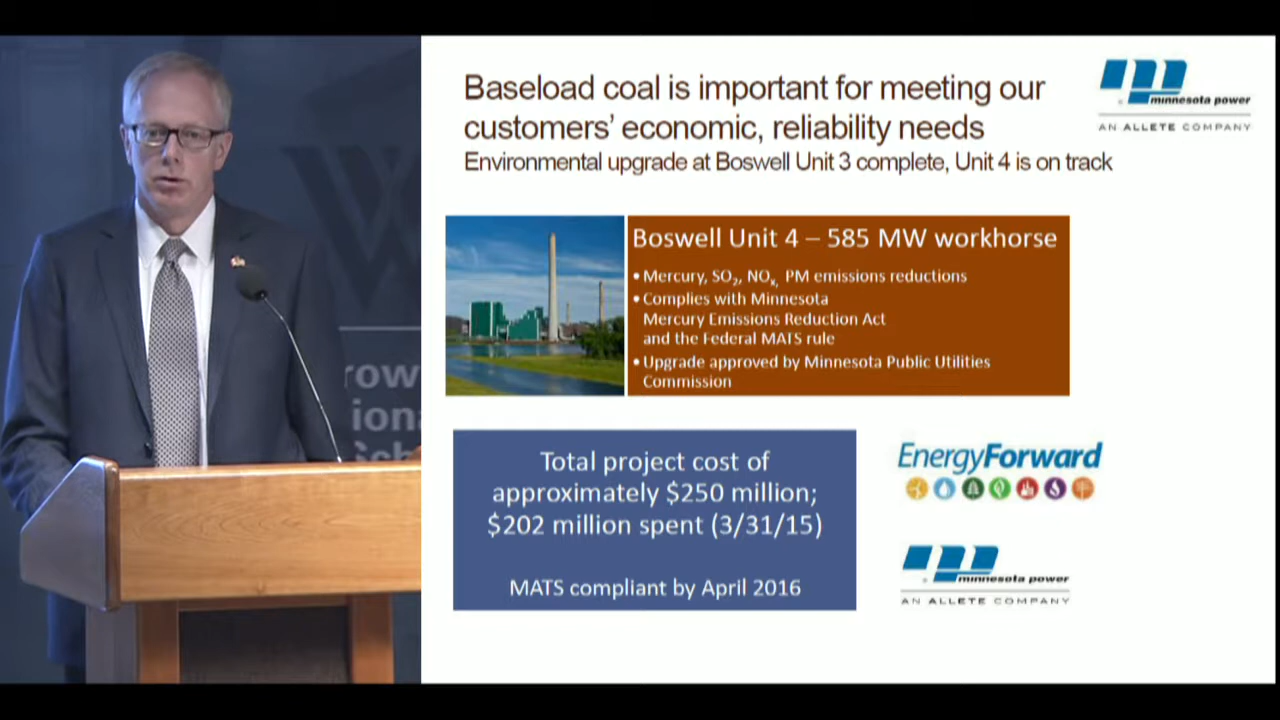 Baseload coal is important for meeting our
customers' economic, reliability needs
Environmental upgrade at Boswell Unit 3 complete, Unit 4 is on track
minnesota power
AN ALLETE COMPANY
Boswell Unit 4 – 585 MW workhorse
• Mercury, SO₂, NOₓ, PM emissions reductions
• Complies with Minnesota
Mercury Emissions Reduction Act
and the Federal MATS rule
• Upgrade approved by Minnesota Public Utilities
Commission
Total project cost of
approximately $250 million;
$202 million spent (3/31/15)
MATS compliant by April 2016
EnergyForward
minnesota power
AN ALLETE COMPANY